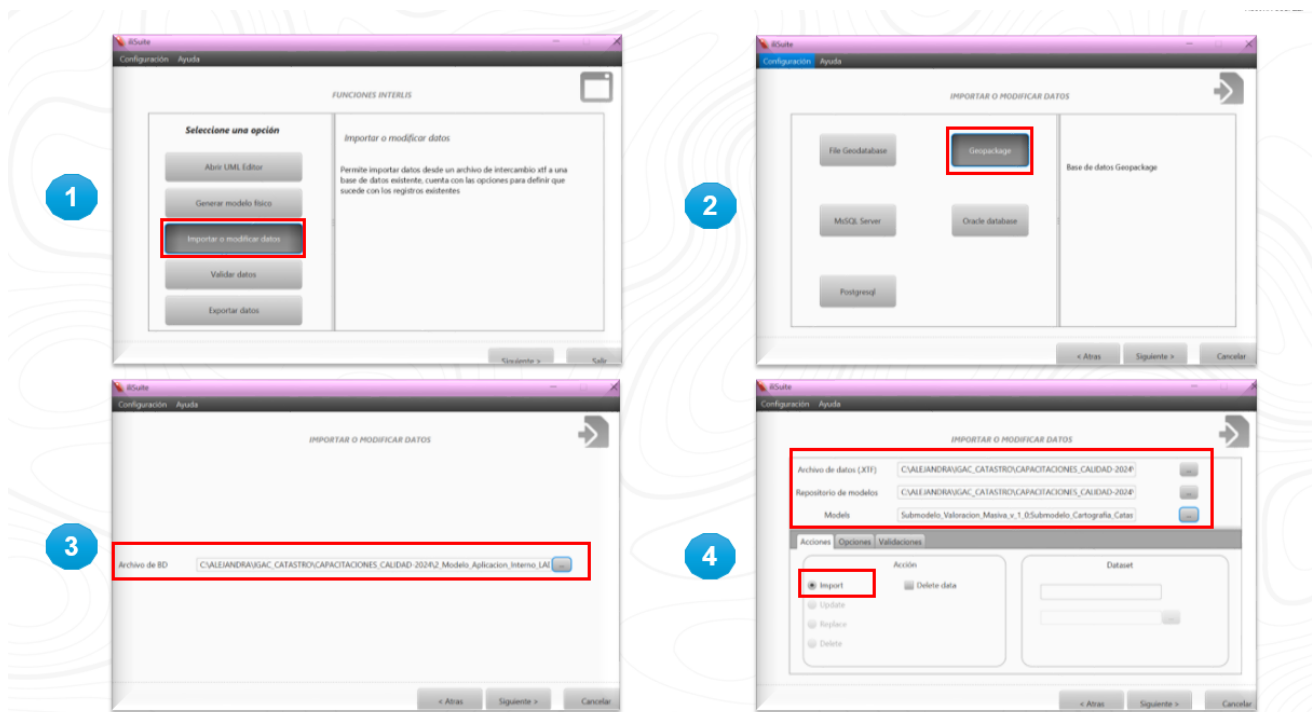 1
iliSuite
Configuración Ayuda
FUNCIONES INTERLIS
Seleccione una opción
Abrir UML Editor
Generar modelo físico
Importar o modificar datos
Validar datos
Exportar datos
Importar o modificar datos
Permite importar datos desde un archivo de intercambio xtf a una
base de datos existente, cuenta con las opciones para definir que
sucede con los registros existentes
Siguiente >
Salir
2
iliSuite
Configuración Ayuda
IMPORTAR O MODIFICAR DATOS
File Geodatabase
Geopackage
MsSQL Server
Oracle database
Postgresql
Base de datos Geopackage
< Atras
Siguiente >
Cancelar
3
iliSuite
Configuración Ayuda
IMPORTAR O MODIFICAR DATOS
Archivo de BD
C:\ALEJANDRA\IGAC_CATASTRO\CAPACITACIONES_CALIDAD-2024\2_Modelo_Aplicacion_Interno_LAD
...
< Atras
Siguiente >
Cancelar
4
iliSuite
Configuración Ayuda
IMPORTAR O MODIFICAR DATOS
Archivo de datos (.XTF)
C:\ALEJANDRA\IGAC_CATASTRO\CAPACITACIONES_CALIDAD-2024\
...
Repositorio de modelos
C:\ALEJANDRA\IGAC_CATASTRO\CAPACITACIONES_CALIDAD-2024\
...
Models
Submodelo_Valoracion_Masiva_v_1_0;Submodelo_Cartografia_Catas
...
Acciones Opciones Validaciones
Acción
Import
Delete data
Update
Replace
Delete
Dataset
...
< Atras
Siguiente >
Cancelar